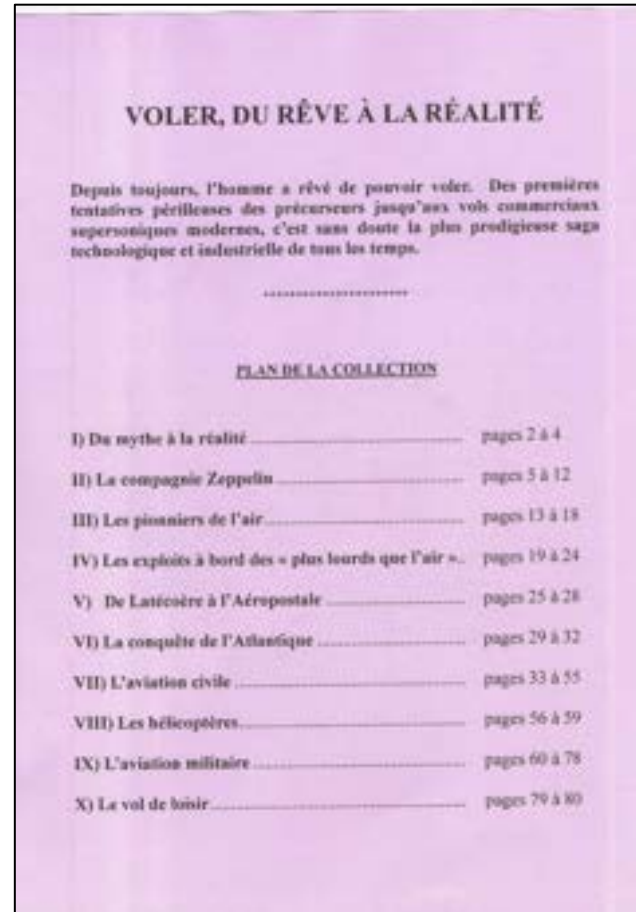 VOLER, DU RÊVE À LA RÉALITÉ
Depuis toujours, l'homme a rêvé de pouvoir voler. Des premières
tentatives périlleuses des précurseurs jusqu'aux vols commerciaux
supersoniques modernes, c'est sans doute la plus prodigieuse saga
technologique et industrielle de tous les temps.
************************
PLAN DE LA COLLECTION
I) Du mythe à la réalité ........................................ pages 2 à 4
II) La compagnie Zeppelin ........................................ pages 5 à 12
III) Les pionniers de l'air ........................................ pages 13 à 18
IV) Les exploits à bord des « plus lourds que l'air ».. pages 19 à 24
V) De Latécoère à l'Aéropostale ........................ pages 25 à 28
VI) La conquête de l'Atlantique ............................ pages 29 à 32
VII) L'aviation civile ........................................ pages 33 à 55
VIII) Les hélicoptères ........................................ pages 56 à 59
IX) L'aviation militaire ........................................ pages 60 à 78
X) Le vol de loisir ........................................ pages 79 à 80